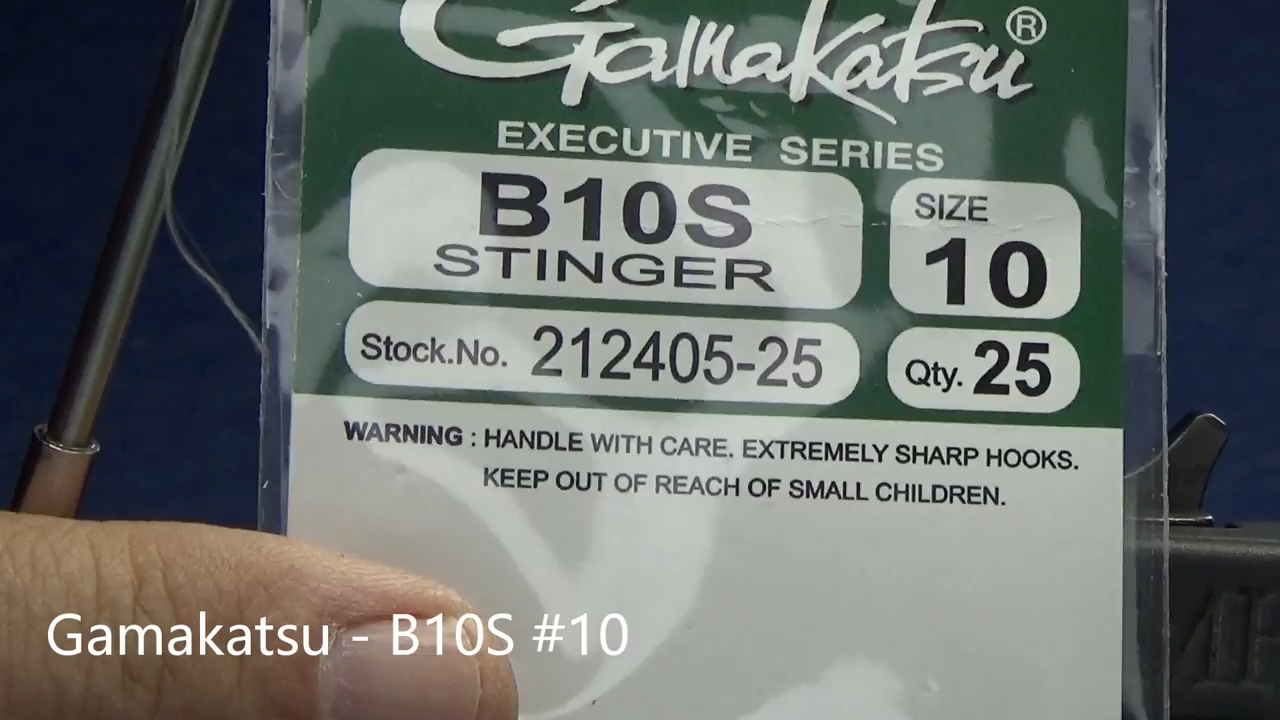 Gamakatsu®
EXECUTIVE SERIES
B10S
STINGER
SIZE
10
Stock.No. 212405-25
Qty. 25
WARNING : HANDLE WITH CARE. EXTREMELY SHARP HOOKS.
KEEP OUT OF REACH OF SMALL CHILDREN.
Gamakatsu - B10S #10